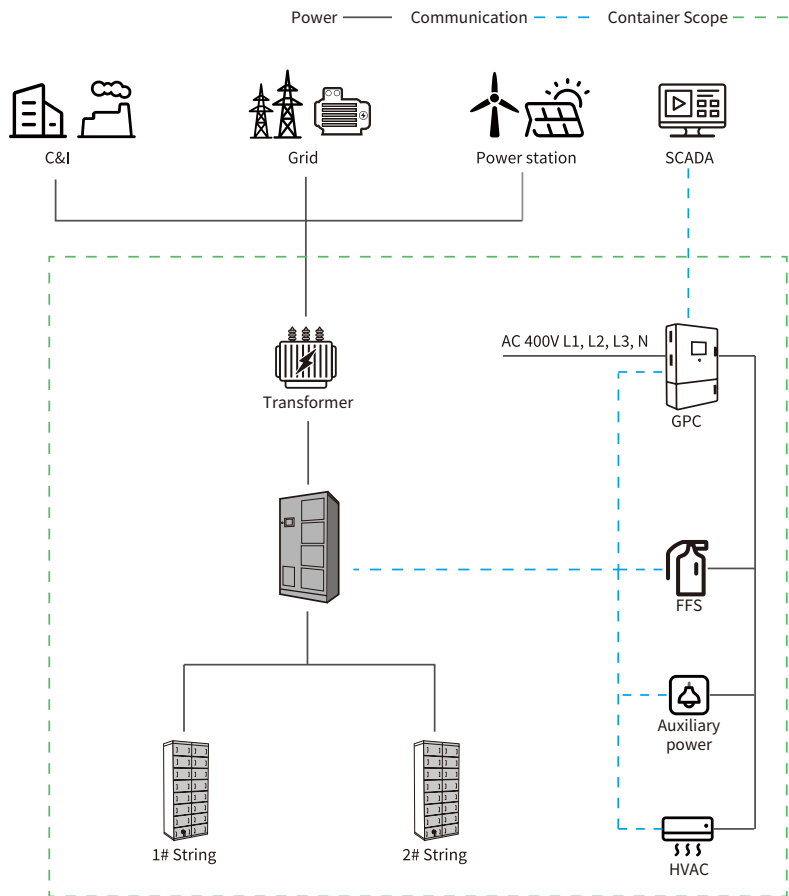 Power
Communication
Container Scope
C&I
Grid
Power station
SCADA
AC 400V L1, L2, L3, N
Transformer
GPC
FFS
Auxiliary
power
1# String
2# String
HVAC